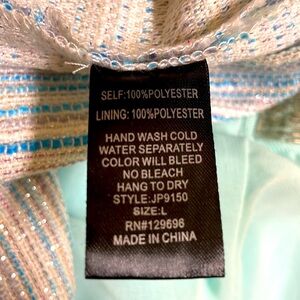 SELF:100%POLYESTER
LINING: 100%POLYESTER
HAND WASH COLD
WATER SEPARATELY
COLOR WILL BLEED
NO BLEACH
HANG TO DRY
STYLE:JP9150
SIZE:L
RN#129696
MADE IN CHINA